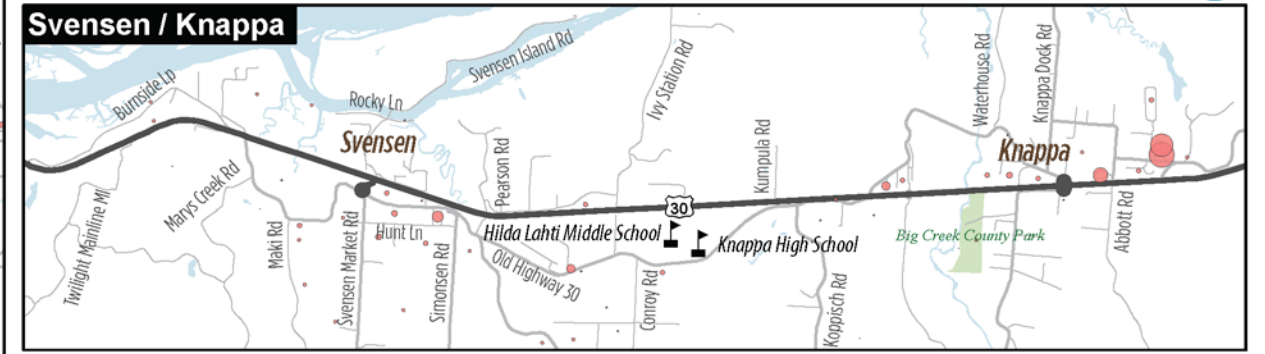 Svensen / Knappa
Burnside Lp
Svensen Island Rd
Rocky Ln
Ivy Station Rd
Waterhouse Rd
Knappa Dock Rd
Svensen
Knappa
Pearson Rd
Kumpula Rd
Marys Creek Rd
Twilight Mainline Ml
Maki Rd
Svensen Market Rd
Hunt Ln
Simonsen Rd
30
Hilda Lahti Middle School
Knappa High School
Big Creek County Park
Abbott Rd
Old Highway 30
Conroy Rd
Koppisch Rd